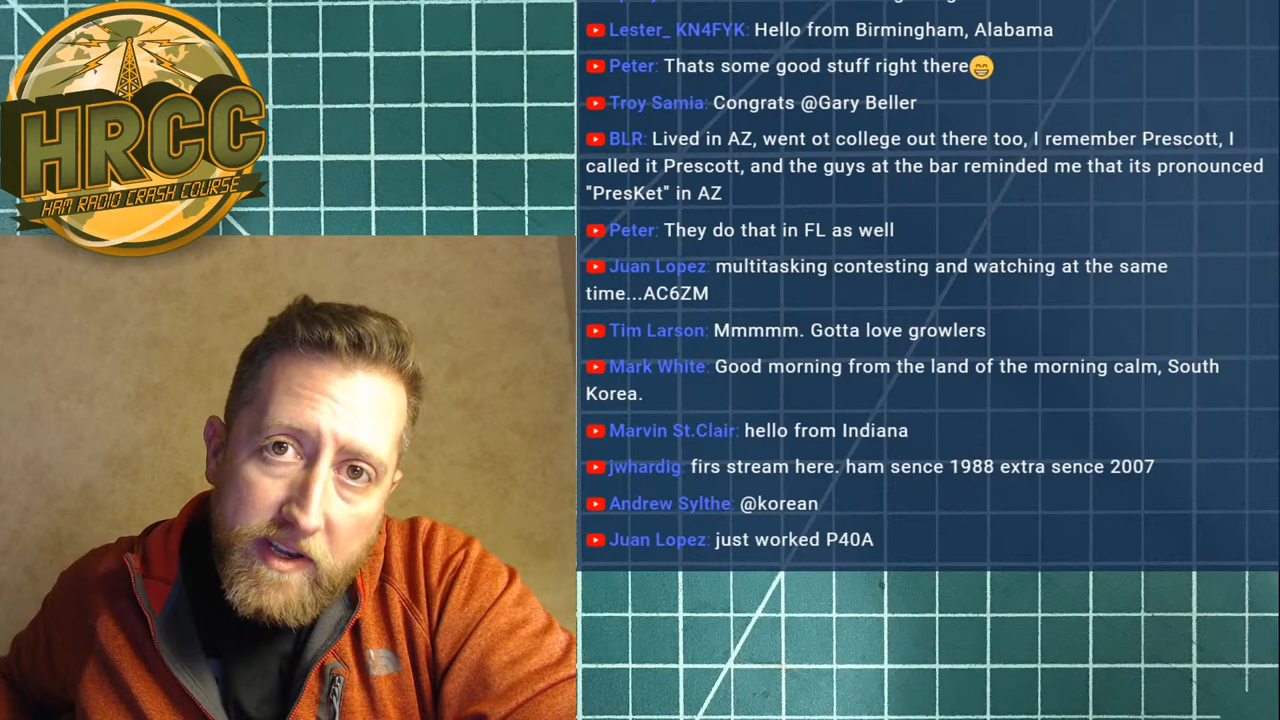 HRCC
HAM RADIO CRASH COURSE
Lester_ KN4FYK: Hello from Birmingham, Alabama
Peter: Thats some good stuff right there😁
Troy Samia: Congrats @Gary Beller
BLR: Lived in AZ, went ot college out there too, I remember Prescott, I
called it Prescott, and the guys at the bar reminded me that its pronounced
"PresKet" in AZ
Peter: They do that in FL as well
Juan Lopez: multitasking contesting and watching at the same
time...AC6ZM
Tim Larson: Mmmmm. Gotta love growlers
Mark White: Good morning from the land of the morning calm, South
Korea.
Marvin St.Clair: hello from Indiana
jwhardig: firs stream here. ham sence 1988 extra sence 2007
Andrew Sylthe: @korean
Juan Lopez: just worked P40A